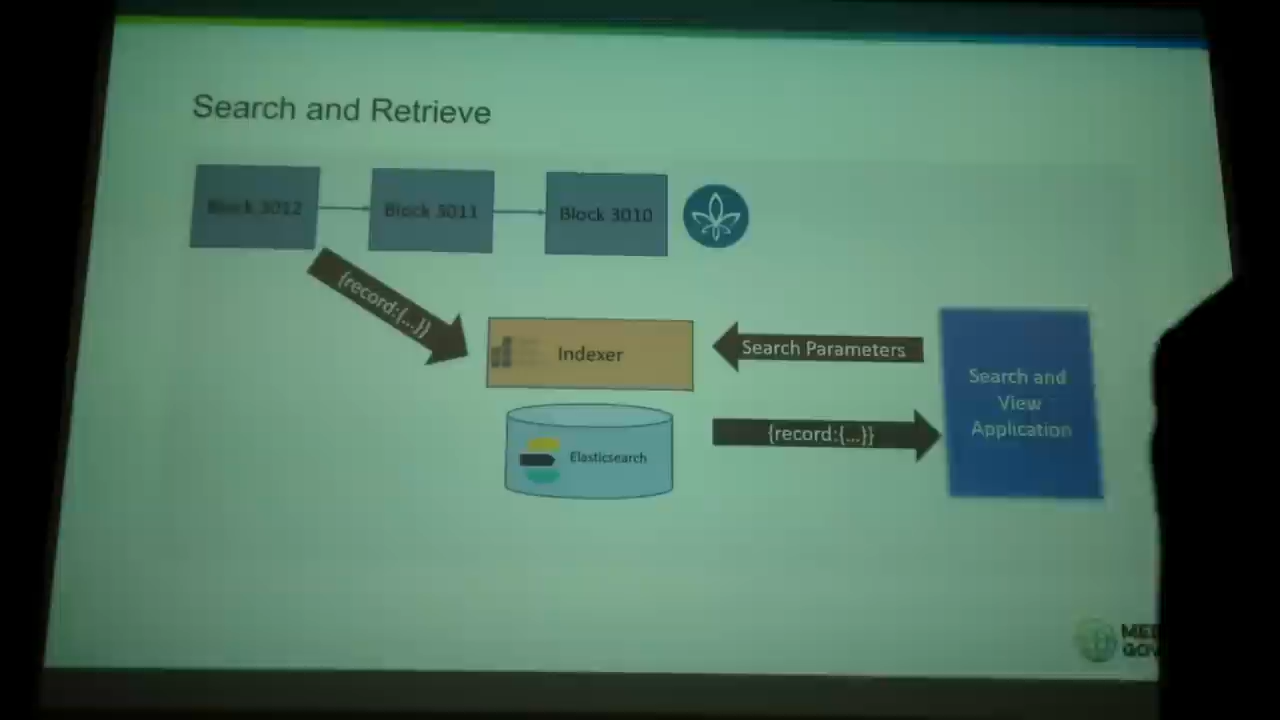 Search and Retrieve
Block 3012
Block 3011
Block 3010
{record:{...}}
Indexer
Search Parameters
Search and
View
Application
{record:{...}}
Elasticsearch